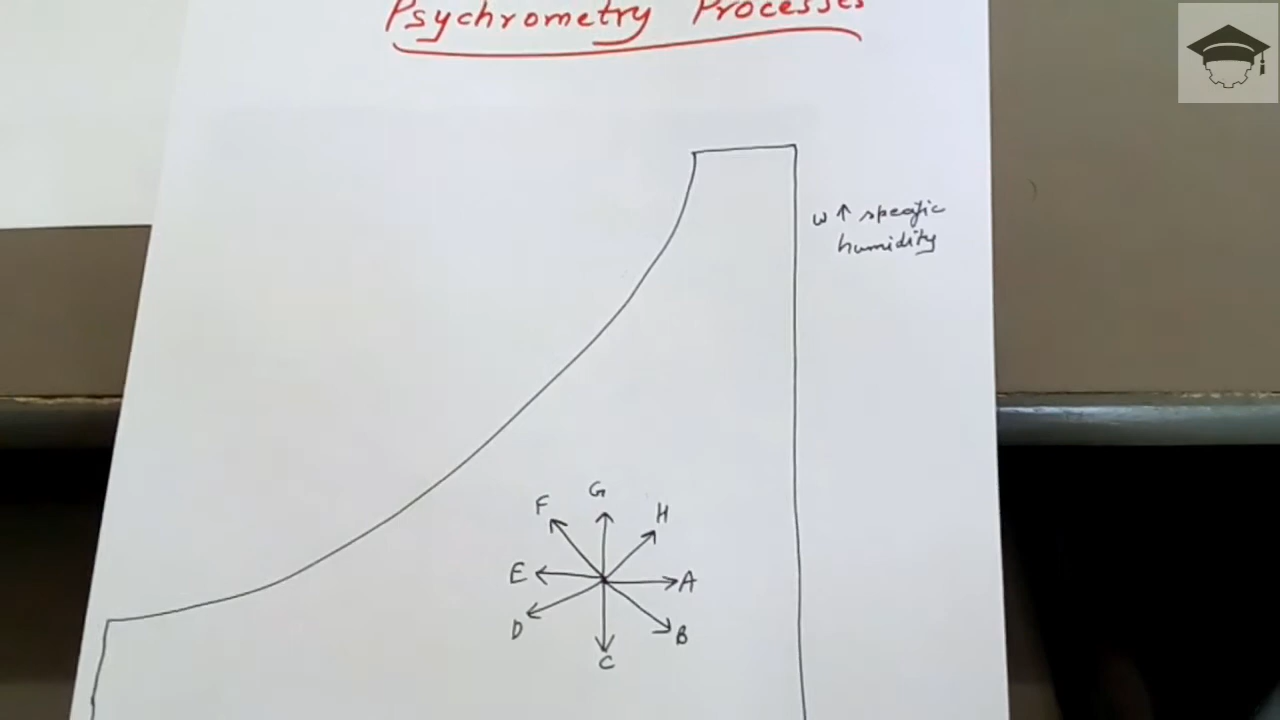 Psychrometry Processes
w ↑ specific
humidity
G
F
H
E
A
D
B
C